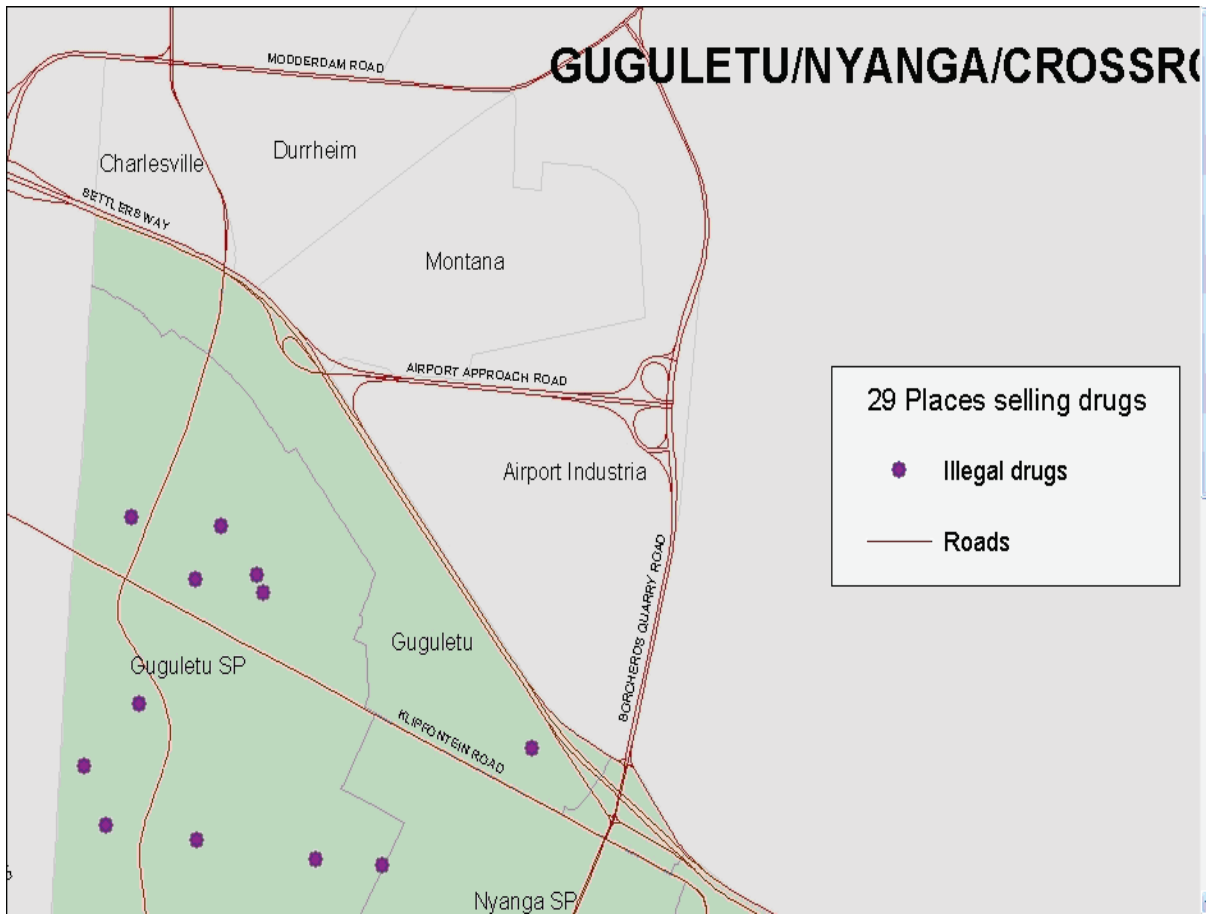 GUGULETU/NYANGA/CROSSRO
MODDERDAM ROAD
Durrheim
Charlesville
SETTLERS WAY
Montana
AIRPORT APPROACH ROAD
29 Places selling drugs
Illegal drugs
Roads
Airport Industria
BORCHERDS QUARRY ROAD
Guguletu
Guguletu SP
KLIPFONTEIN ROAD
Nyanga SP